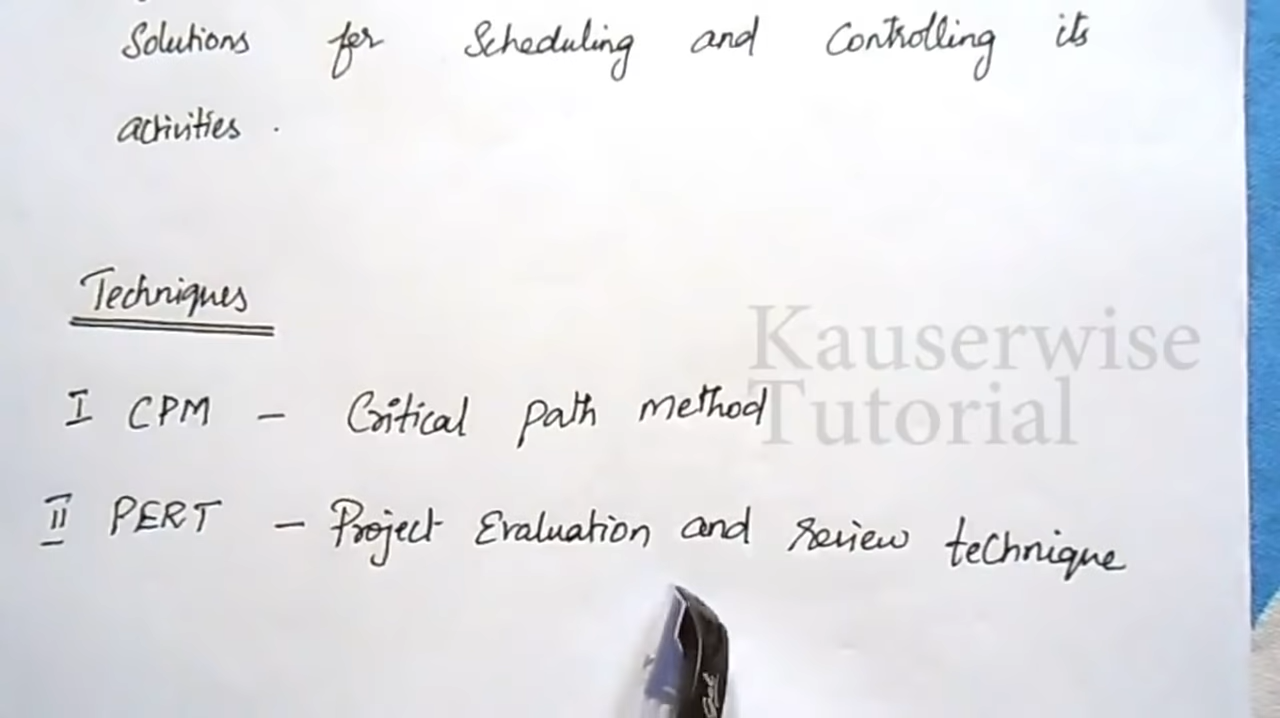 Solutions for Scheduling and Controlling its
activities .
Techniques
I CPM – Critical path method
II PERT – Project Evaluation and review technique
Kauserwise
Tutorial
Gel